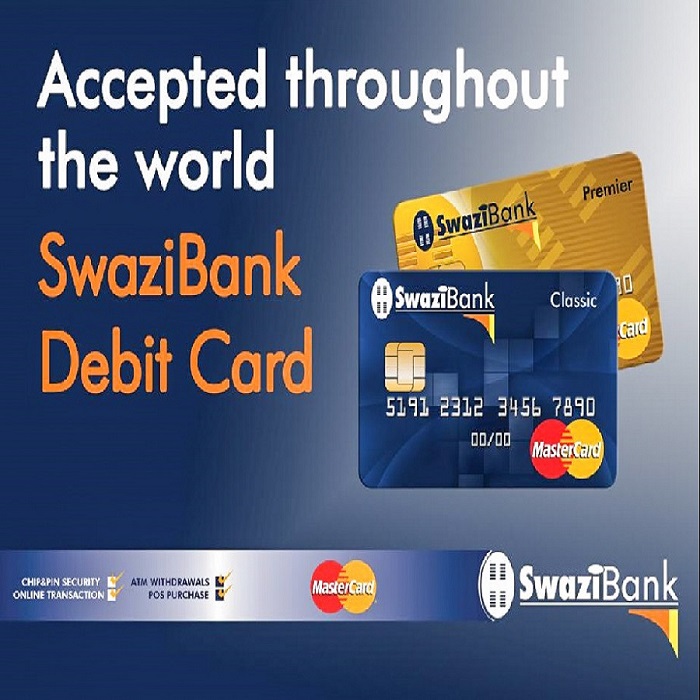 Accepted throughout
the world
SwaziBank
Debit Card
SwaziBank
Premier
SwaziBank
Classic
5191 2312 3456 7890
00/00
MasterCard
Card
CHIP&PIN SECURITY
ONLINE TRANSACTION
ATM WITHDRAWALS
POS PURCHASE
MasterCard
SwaziBank